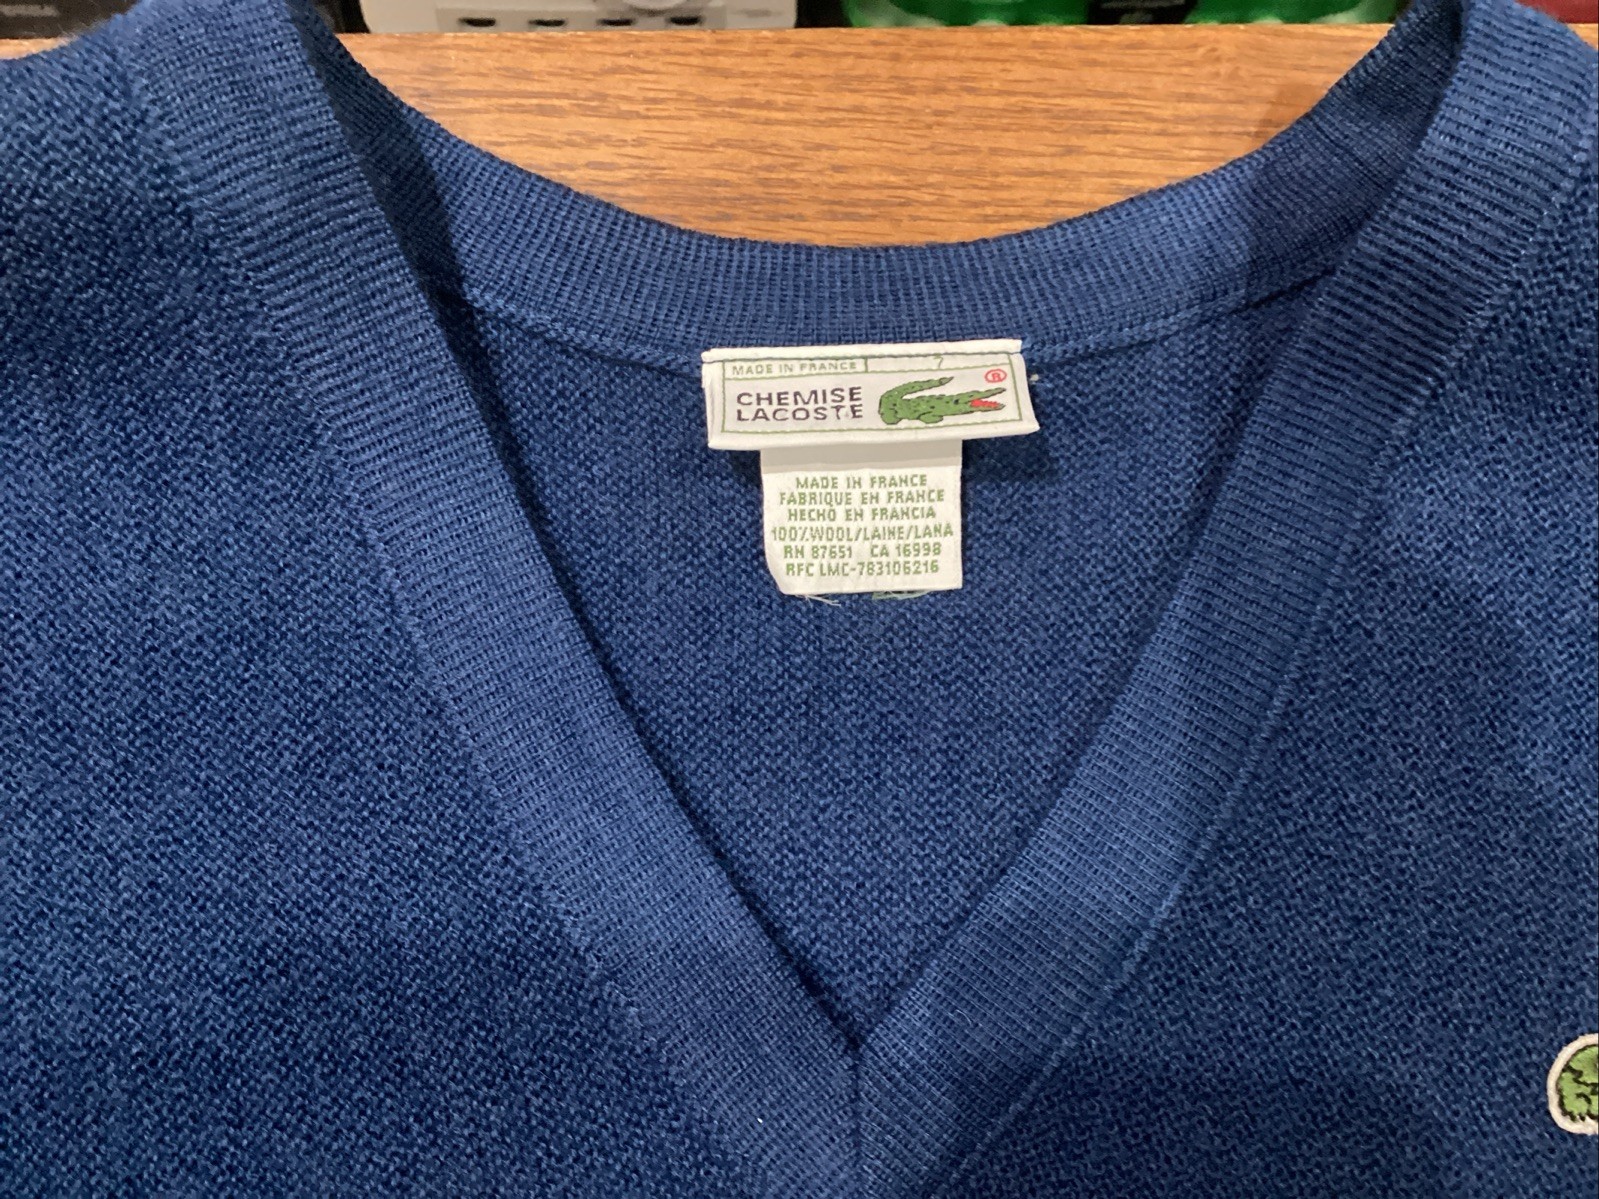 MADE IN FRANCE 7
CHEMISE
LACOSTE
®
MADE IN FRANCE
FABRIQUE EN FRANCE
HECHO EN FRANCIA
100%WOOL/LAINE/LANA
RN 87651 CA 16998
RFC LMC-783106216